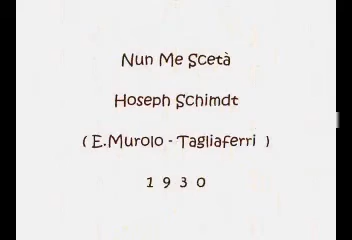 Nun Me Scetà
Hoseph Schimdt
( E.Murolo - Tagliaferri )
1 9 3 0